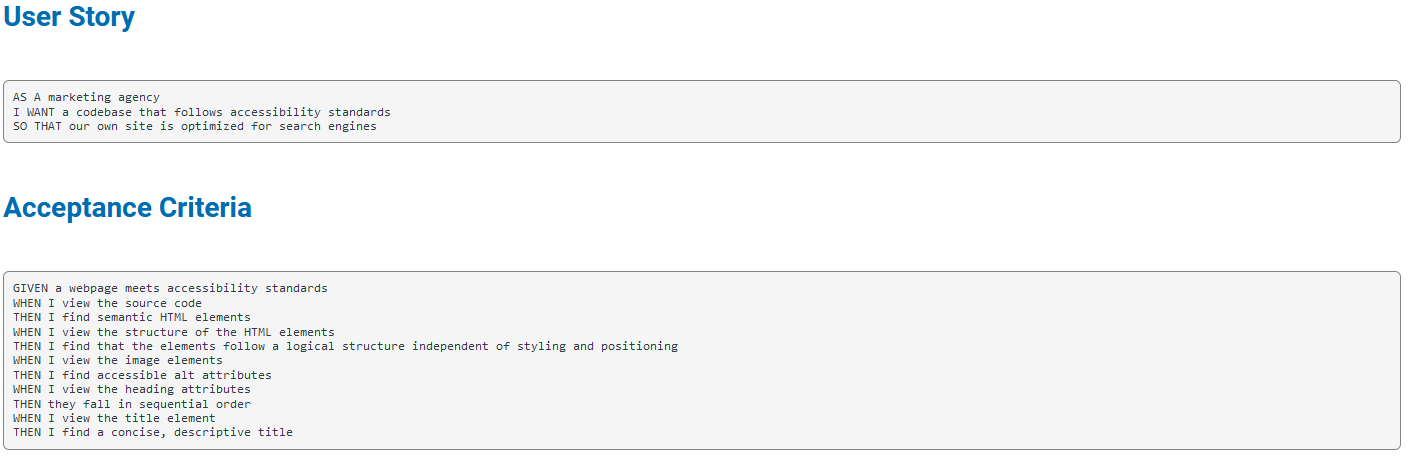 User Story
AS A marketing agency
I WANT a codebase that follows accessibility standards
SO THAT our own site is optimized for search engines
Acceptance Criteria
GIVEN a webpage meets accessibility standards
WHEN I view the source code
THEN I find semantic HTML elements
WHEN I view the structure of the HTML elements
THEN I find that the elements follow a logical structure independent of styling and positioning
WHEN I view the image elements
THEN I find accessible alt attributes
WHEN I view the heading attributes
THEN they fall in sequential order
WHEN I view the title element
THEN I find a concise, descriptive title